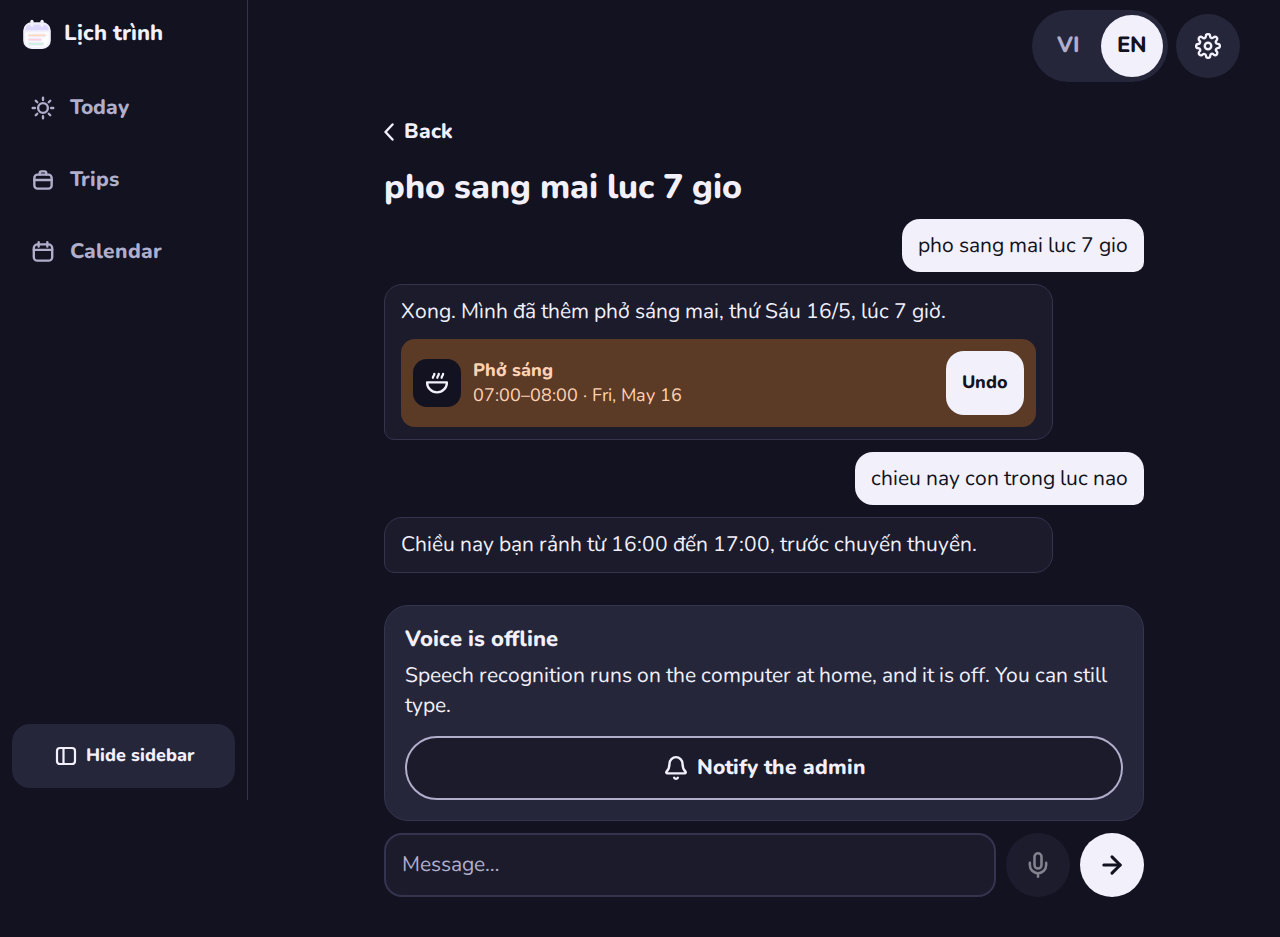 Lịch trình
VI EN
Today
Trips
Calendar
Back
pho sang mai luc 7 gio
pho sang mai luc 7 gio
Xong. Mình đã thêm phở sáng mai, thứ Sáu 16/5, lúc 7 giờ.
Phở sáng
07:00–08:00 · Fri, May 16
Undo
chieu nay con trong luc nao
Chiều nay bạn rảnh từ 16:00 đến 17:00, trước chuyến thuyền.
Voice is offline
Speech recognition runs on the computer at home, and it is off. You can still
type.
Notify the admin
Hide sidebar
Message...